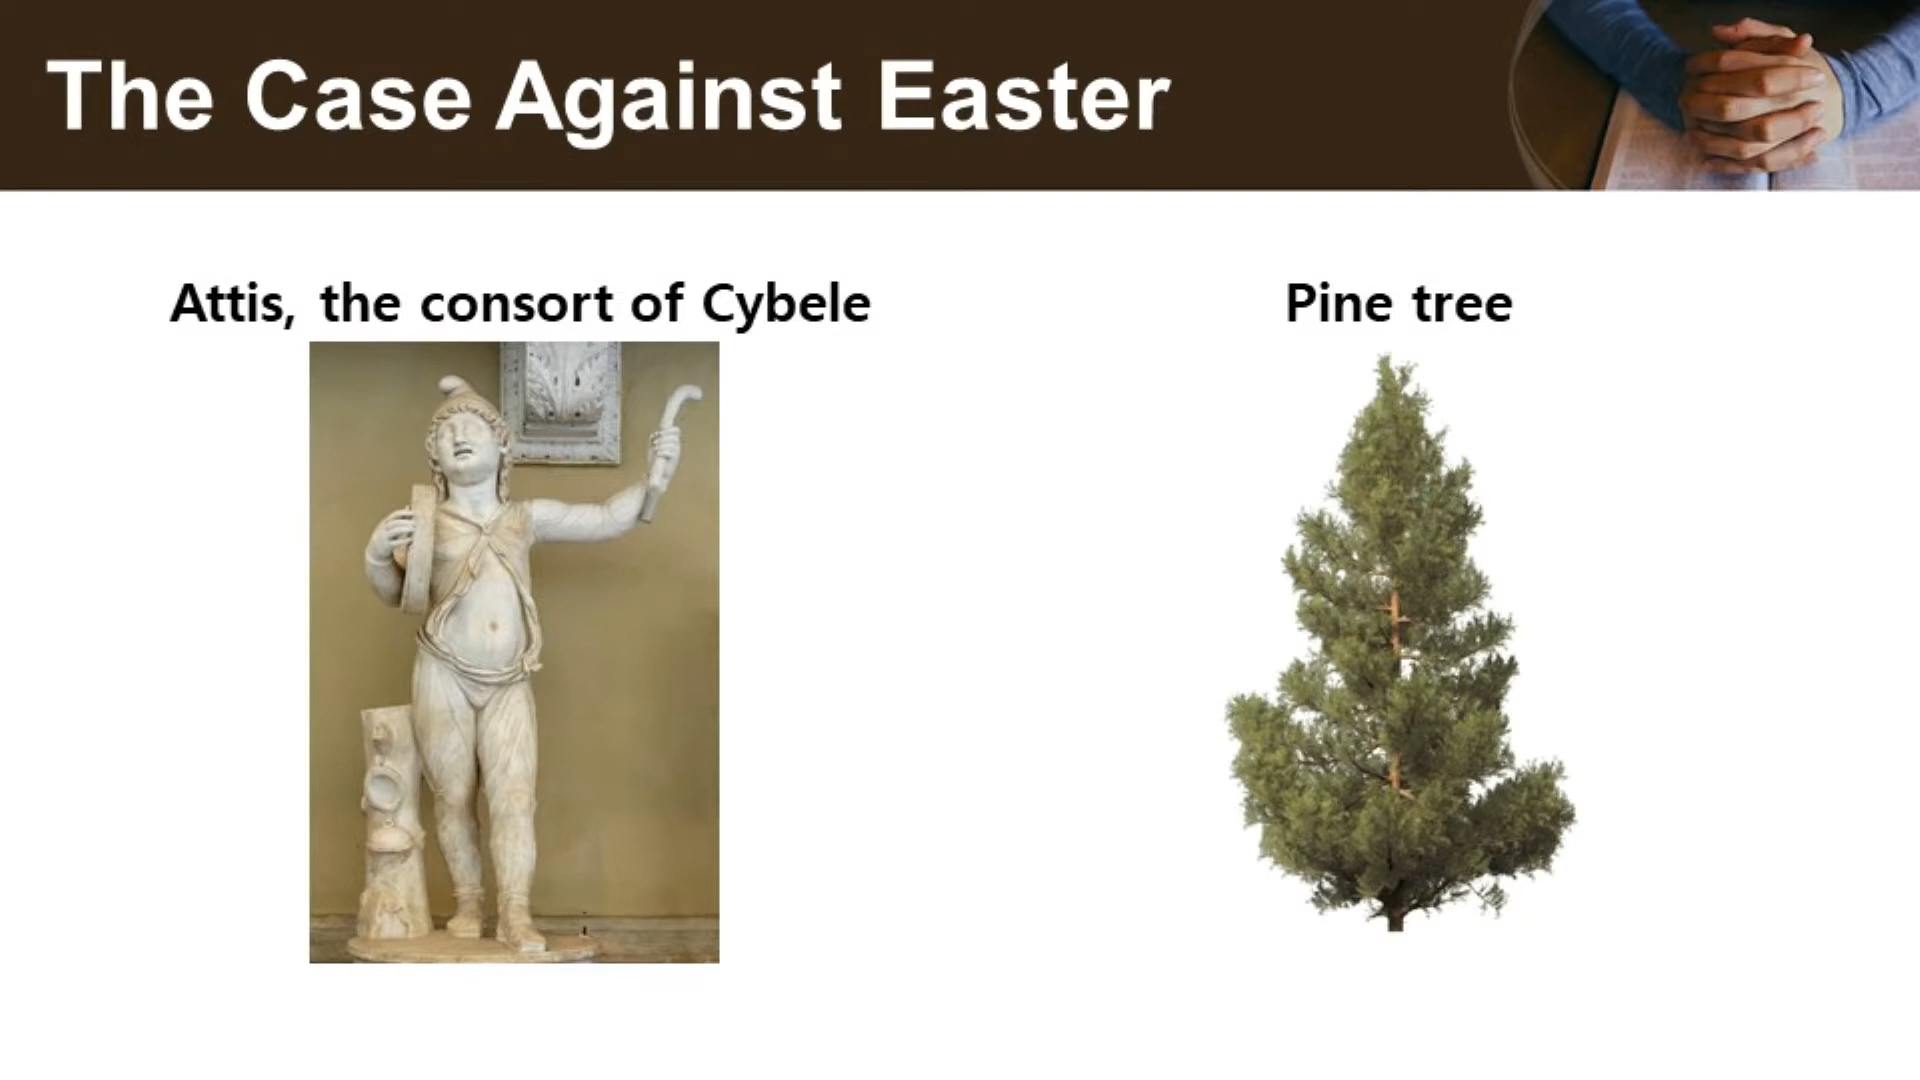 The Case Against Easter
Attis, the consort of Cybele
Pine tree